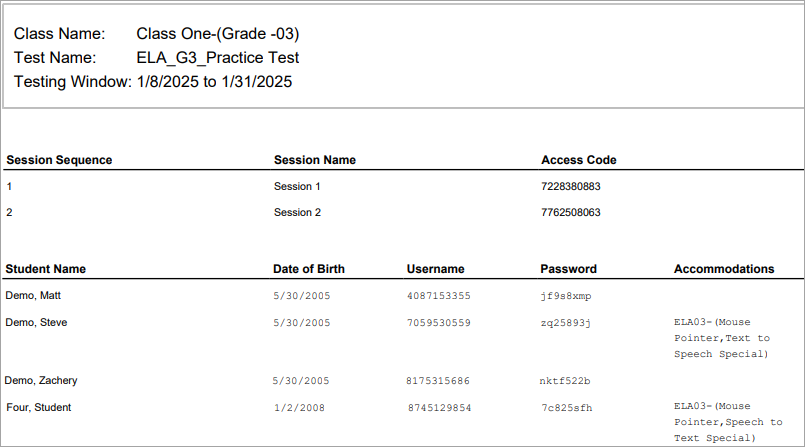 Class Name: Class One-(Grade -03)
Test Name: ELA_G3_Practice Test
Testing Window: 1/8/2025 to 1/31/2025
Session Sequence Session Name Access Code
1 Session 1 7228380883
2 Session 2 7762508063
Student Name Date of Birth Username Password Accommodations
Demo, Matt 5/30/2005 4087153355 jf9s8xmp
Demo, Steve 5/30/2005 7059530559 zq25893j ELA03-(Mouse
Pointer,Text to
Speech Special)
Demo, Zachery 5/30/2005 8175315686 nktf522b
Four, Student 1/2/2008 8745129854 7c825sfh ELA03-(Mouse
Pointer,Speech to
Text Special)